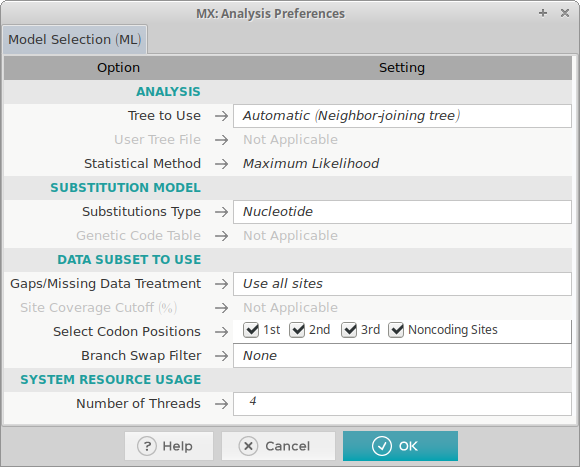 MX: Analysis Preferences
Model Selection (ML)
Option Setting
ANALYSIS
Tree to Use → Automatic (Neighbor-joining tree)
User Tree File → Not Applicable
Statistical Method → Maximum Likelihood
SUBSTITUTION MODEL
Substitutions Type → Nucleotide
Genetic Code Table → Not Applicable
DATA SUBSET TO USE
Gaps/Missing Data Treatment → Use all sites
Site Coverage Cutoff (%) → Not Applicable
Select Codon Positions → 1st 2nd 3rd Noncoding Sites
Branch Swap Filter → None
SYSTEM RESOURCE USAGE
Number of Threads → 4
? Help Cancel OK